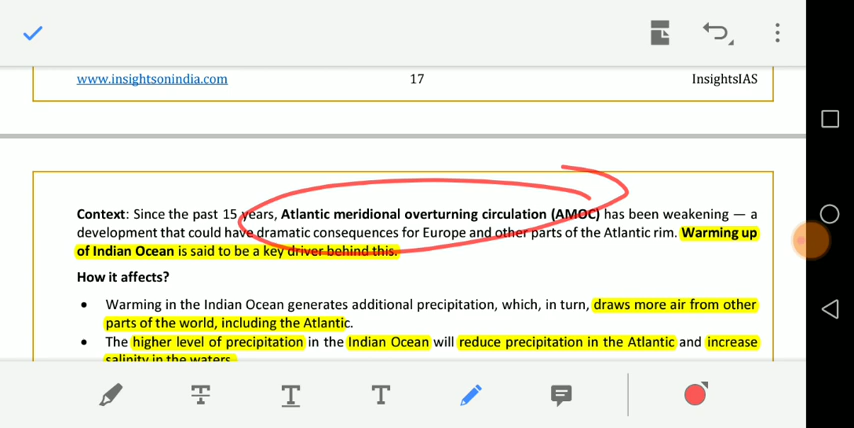 www.insightsonindia.com 17 InsightsIAS
Context: Since the past 15 years, Atlantic meridional overturning circulation (AMOC) has been weakening — a
development that could have dramatic consequences for Europe and other parts of the Atlantic rim. Warming up
of Indian Ocean is said to be a key driver behind this.
How it affects?
• Warming in the Indian Ocean generates additional precipitation, which, in turn, draws more air from other
parts of the world, including the Atlantic.
• The higher level of precipitation in the Indian Ocean will reduce precipitation in the Atlantic and increase
salinity in the waters.
T T T